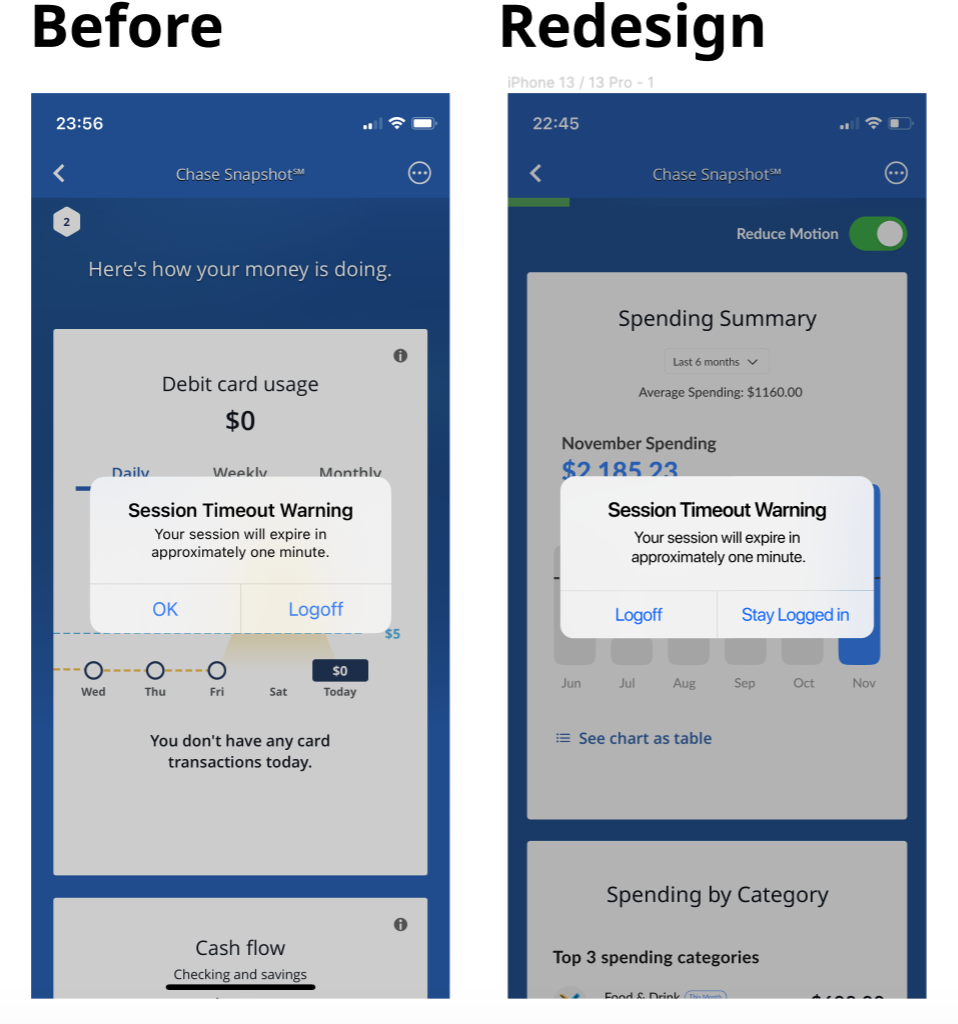 Before
Redesign
iPhone 13 / 13 Pro - 1
23:56
Chase Snapshot℠
2
Here's how your money is doing.
Debit card usage
$0
Daily Weekly Monthly
Session Timeout Warning
Your session will expire in
approximately one minute.
OK Logoff
$5
$0
Wed Thu Fri Sat Today
You don't have any card
transactions today.
Cash flow
Checking and savings
22:45
Chase Snapshot℠
Reduce Motion
Spending Summary
Last 6 months
Average Spending: $1160.00
November Spending
$2,185.23
Session Timeout Warning
Your session will expire in
approximately one minute.
Logoff Stay Logged in
Jun Jul Aug Sep Oct Nov
See chart as table
Spending by Category
Top 3 spending categories
Food & Drink This Month